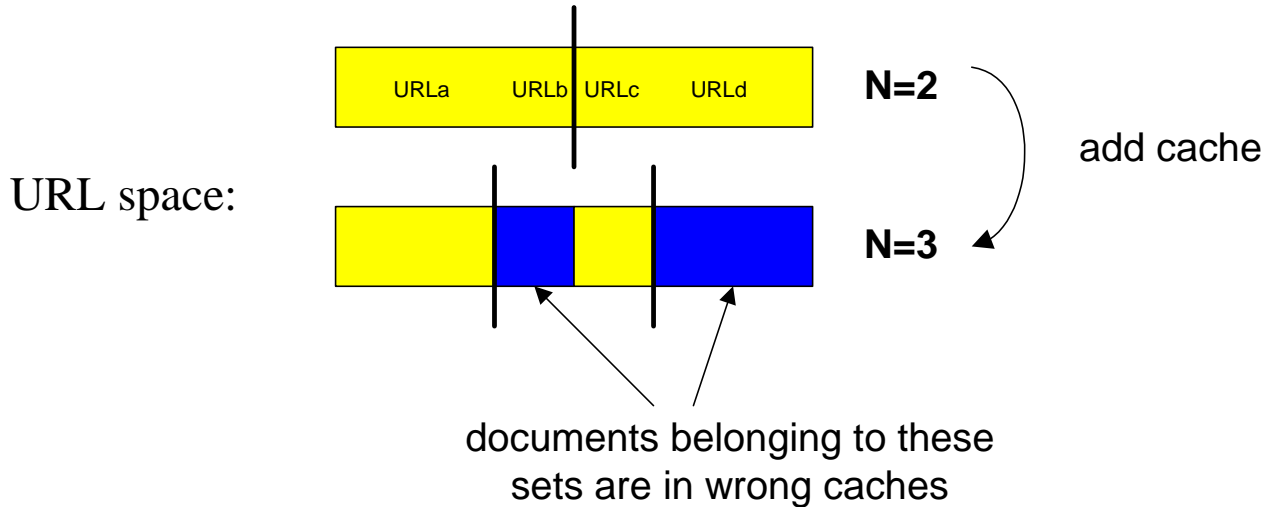 URLa URLb URLc URLd N=2
add cache
URL space:
N=3
documents belonging to these
sets are in wrong caches